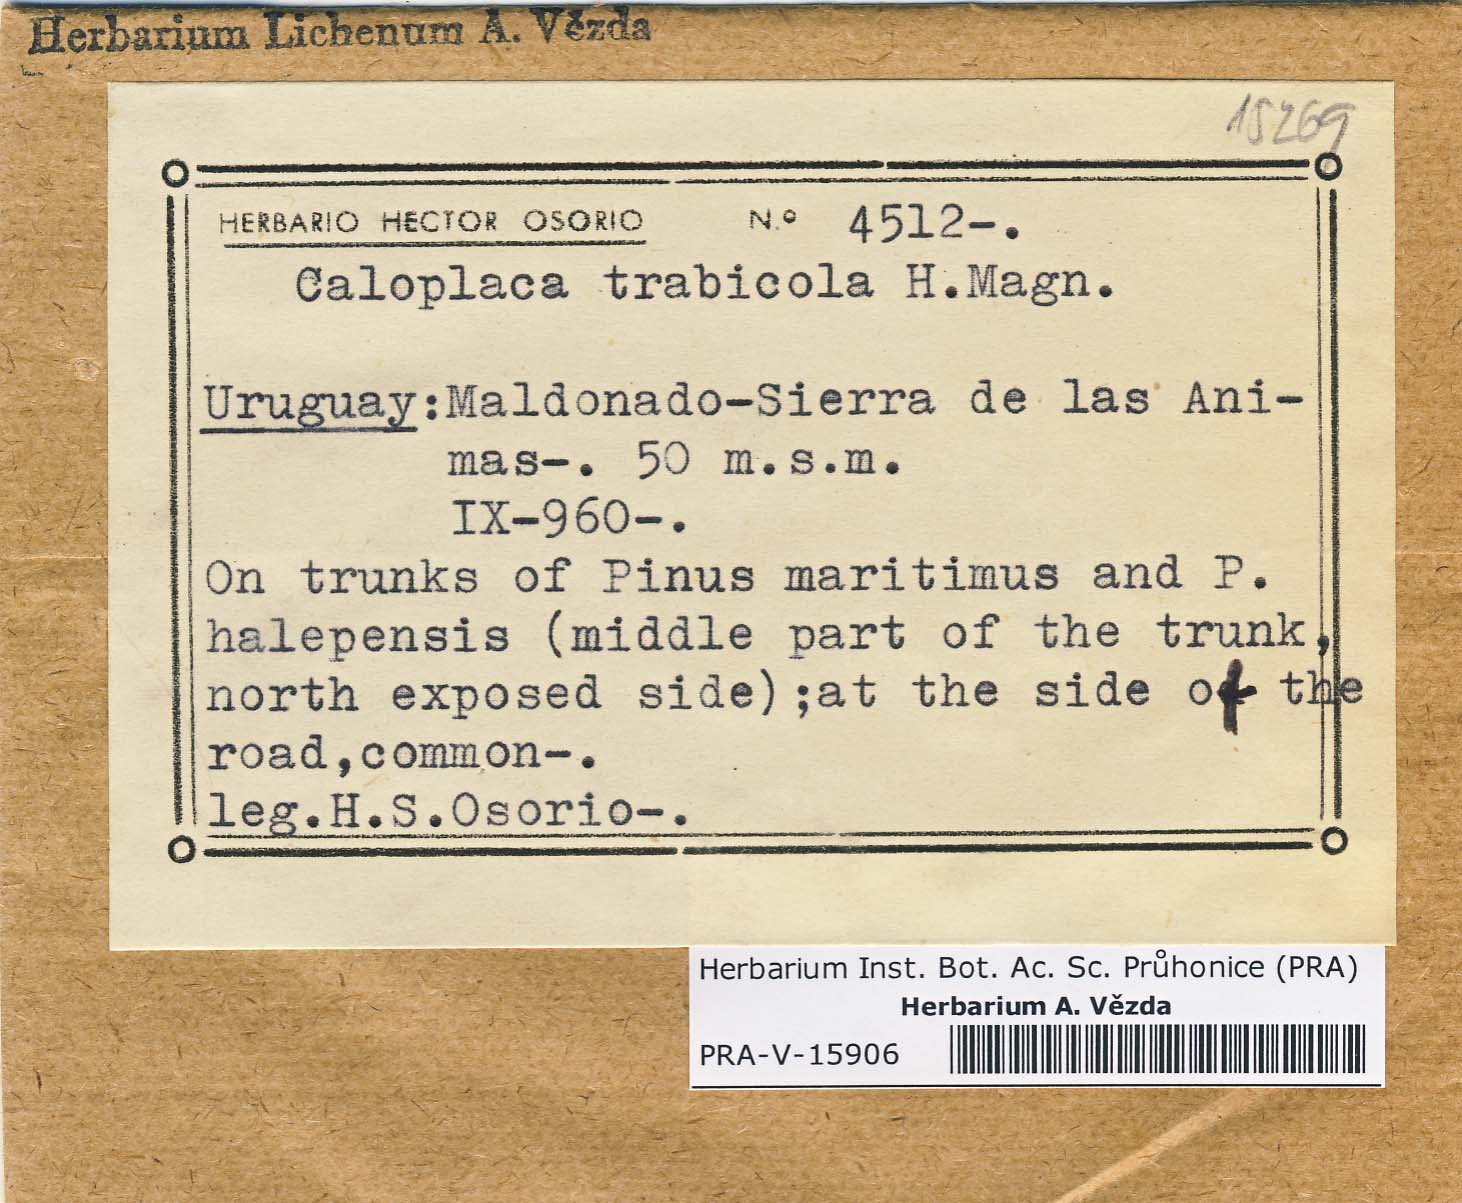 Herbarium Lichenum A. Vězda
15269
HERBARIO HECTOR OSORIO N.º 4512-.
Caloplaca trabicola H.Magn.
Uruguay:Maldonado-Sierra de las Ani-
mas-. 50 m.s.m.
IX-960-.
On trunks of Pinus maritimus and P.
halepensis (middle part of the trunk,
north exposed side);at the side of the
road,common-.
leg.H.S.Osorio-.
Herbarium Inst. Bot. Ac. Sc. Průhonice (PRA)
Herbarium A. Vězda
PRA-V-15906